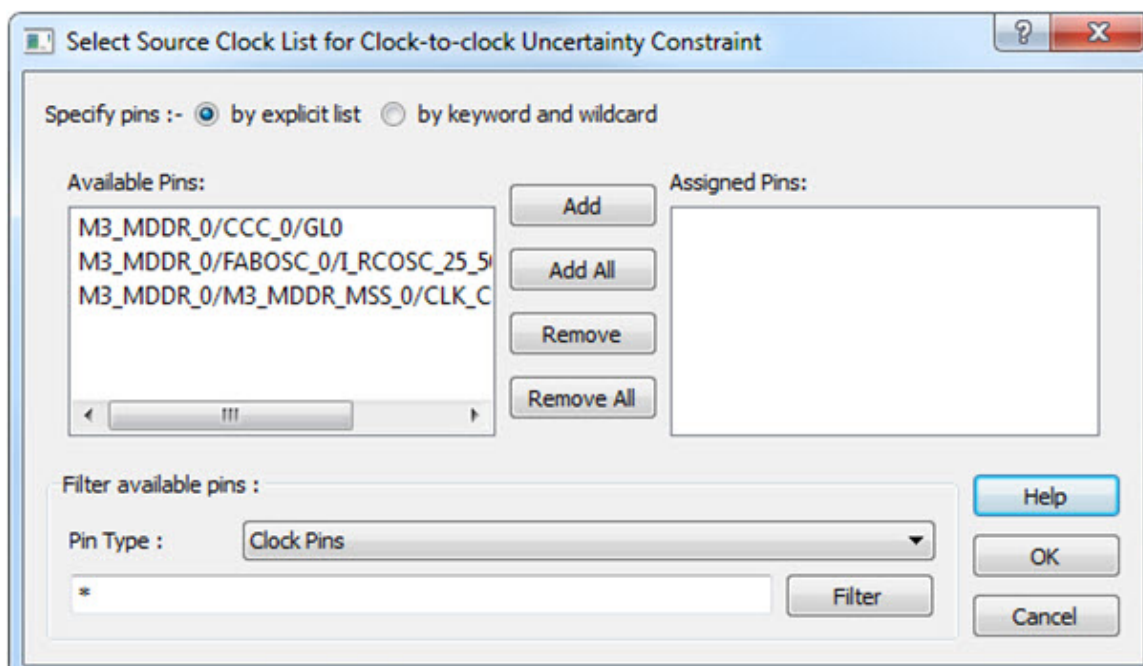 Select Source Clock List for Clock-to-clock Uncertainty Constraint
Specify pins :- by explicit list by keyword and wildcard
Available Pins:
Assigned Pins:
M3_MDDR_0/CCC_0/GL0
M3_MDDR_0/FABOSC_0/I_RCOSC_25_5
M3_MDDR_0/M3_MDDR_MSS_0/CLK_C
Add
Add All
Remove
Remove All
Filter available pins :
Pin Type : Clock Pins
*
Filter
Help
OK
Cancel